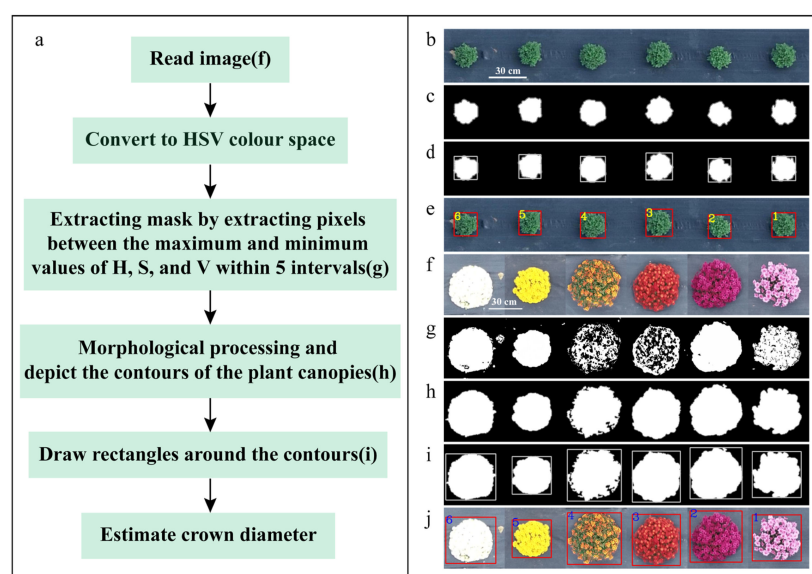 a
Read image(f)
Convert to HSV colour space
Extracting mask by extracting pixels
between the maximum and minimum
values of H, S, and V within 5 intervals(g)
Morphological processing and
depict the contours of the plant canopies(h)
Draw rectangles around the contours(i)
Estimate crown diameter
b
30 cm
c
d
e
6 5 4 3 2 1
f
30 cm
g
h
i
j
6 5 4 3 2 1